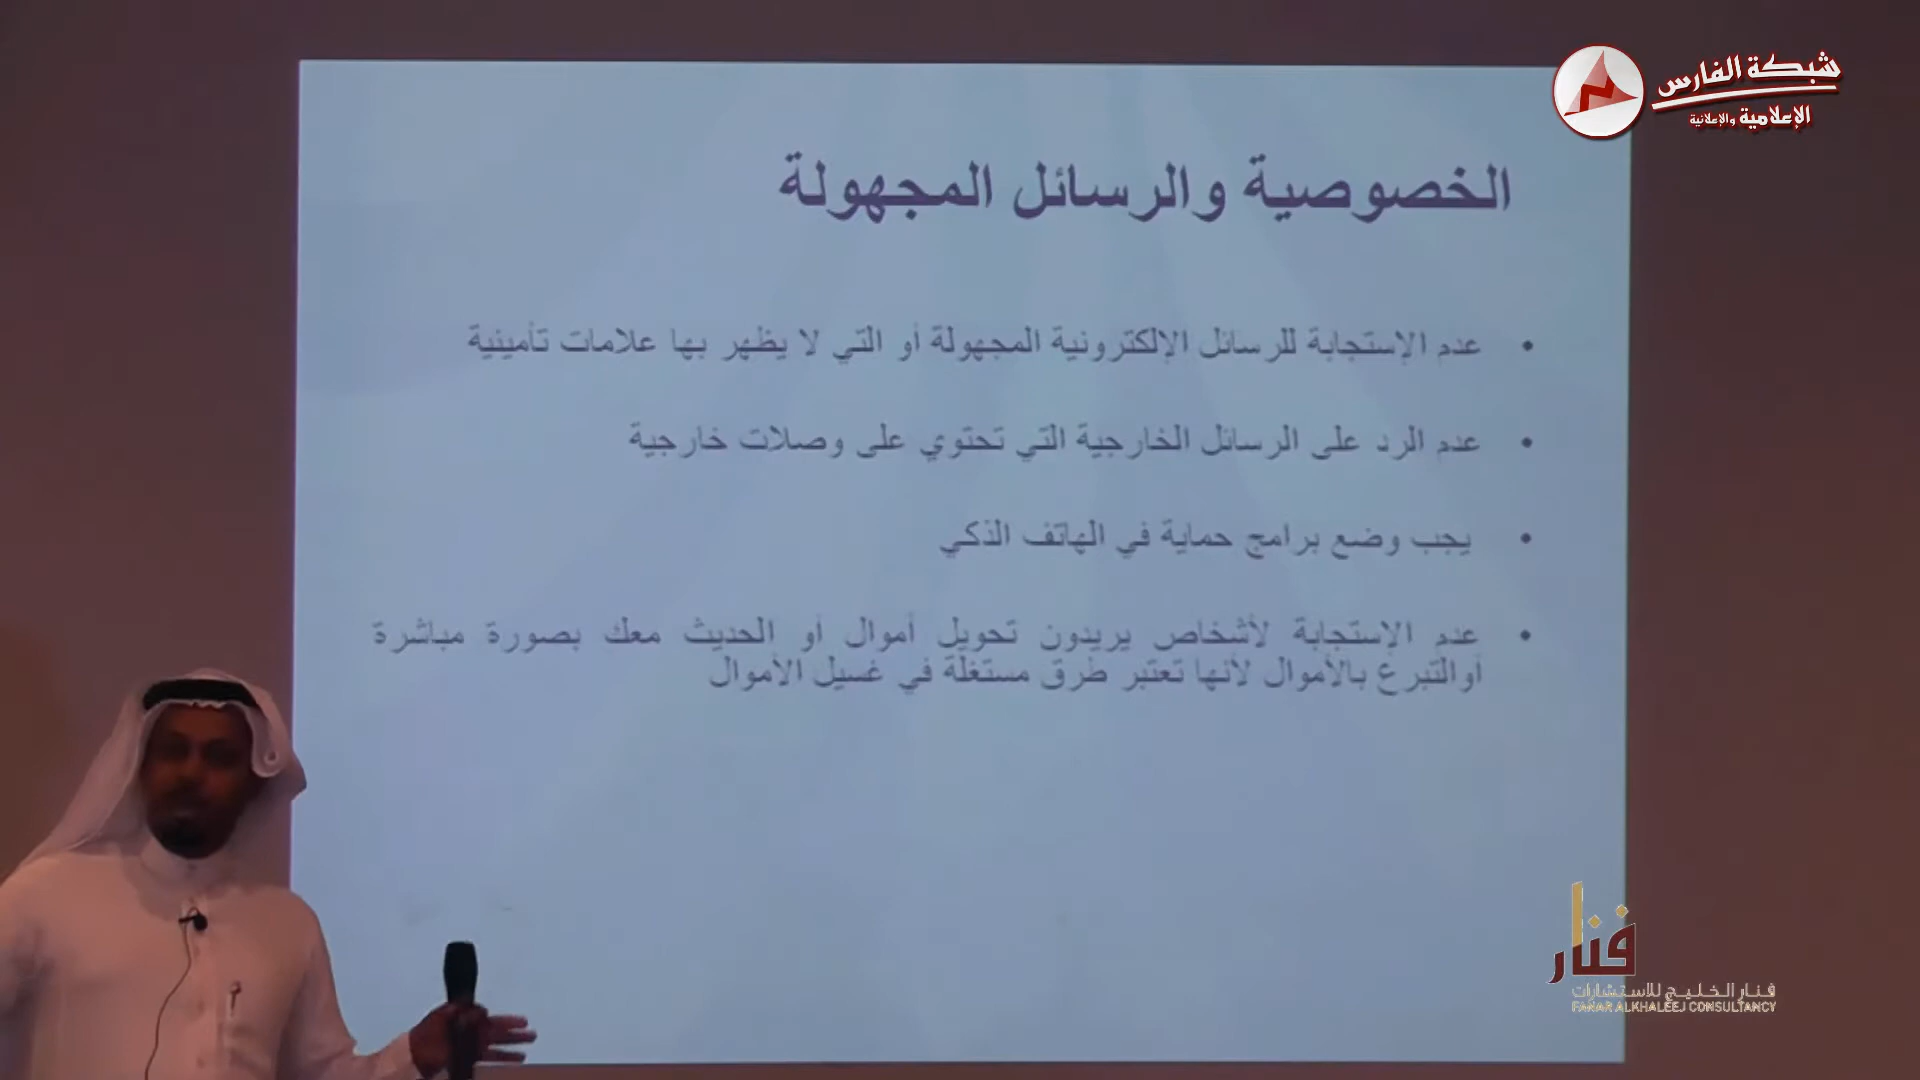 شبكة الفارس
الإعلامية والإعلانية
الخصوصية والرسائل المجهولة
• عدم الإستجابة للرسائل الإلكترونية المجهولة أو التي لا يظهر بها علامات تأمينية
• عدم الرد على الرسائل الخارجية التي تحتوي على وصلات خارجية
• يجب وضع برامج حماية في الهاتف الذكي
• عدم الإستجابة لأشخاص يريدون تحويل أموال أو الحديث معك بصورة مباشرة
أوالتبرع بالأموال لأنها تعتبر طرق مستغلة في غسيل الأموال
فنار
فنار الخليج للاستشارات
FANAR ALKHALEEJ CONSULTANCY